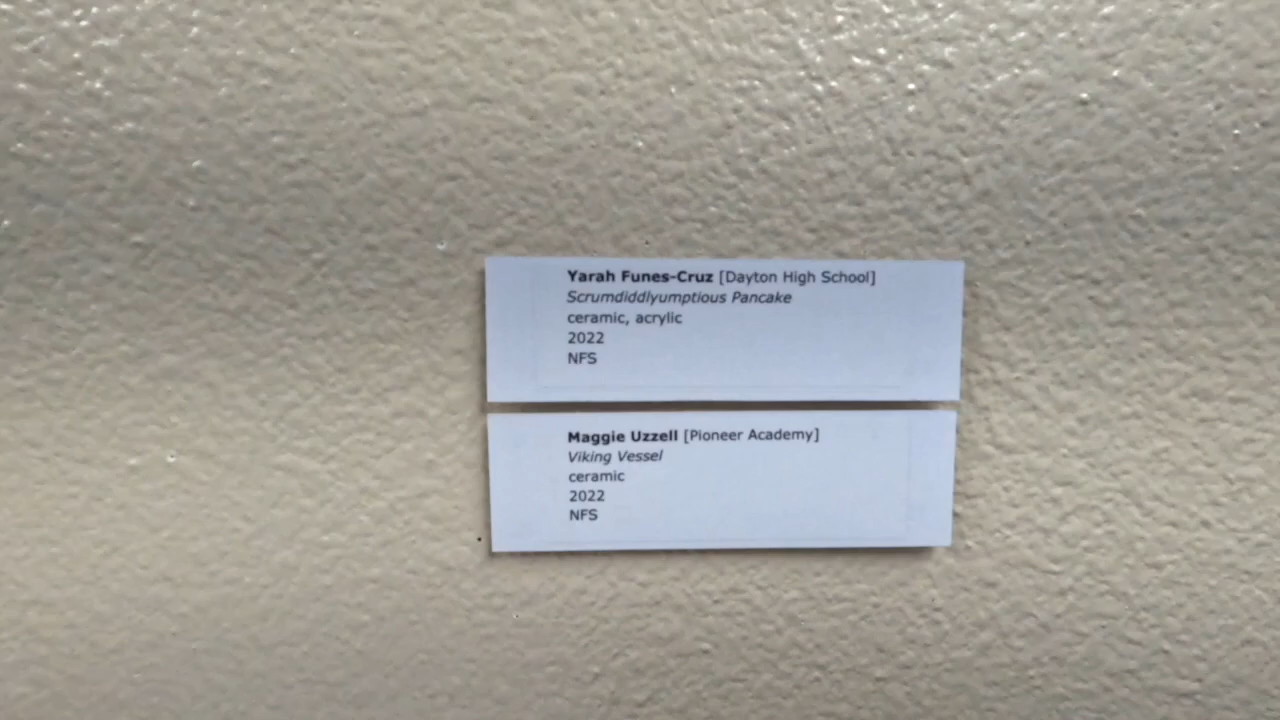 Yarah Funes-Cruz [Dayton High School]
Scrumdiddlyumptious Pancake
ceramic, acrylic
2022
NFS
Maggie Uzzell [Pioneer Academy]
Viking Vessel
ceramic
2022
NFS